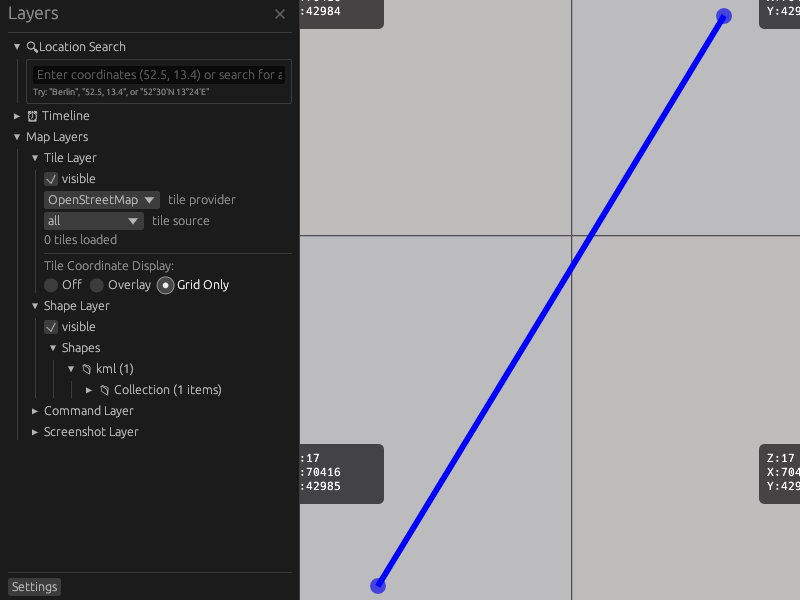 Layers
Location Search
Enter coordinates (52.5, 13.4) or search for a
Try: "Berlin", "52.5, 13.4", or "52°30'N 13°24'E"
Timeline
Map Layers
Tile Layer
visible
OpenStreetMap tile provider
all tile source
0 tiles loaded
Tile Coordinate Display:
Off Overlay Grid Only
Shape Layer
visible
Shapes
kml (1)
Collection (1 items)
Command Layer
Screenshot Layer
Settings
:42984
Y:429
:17
:70416
:42985
Z:17
X:704
Y:429